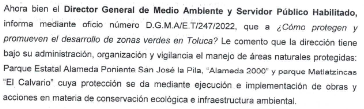 Ahora bien el Director General de Medio Ambiente y Servidor Público Habilitado,
informa mediante oficio número D.G.M.A/E.T/247/2022, que a ¿Cómo protegen y
promueven el desarrollo de zonas verdes en Toluca? Le comento que la dirección tiene
bajo su administración, organización y vigilancia el manejo de áreas naturales protegidas:
Parque Estatal Alameda Poniente San José la Pila, "Alameda 2000" y parque Matlatzincas
"El Calvario" cuya protección se da mediante ejecución e implementación de obras y
acciones en materia de conservación ecológica e infraestructura ambiental.